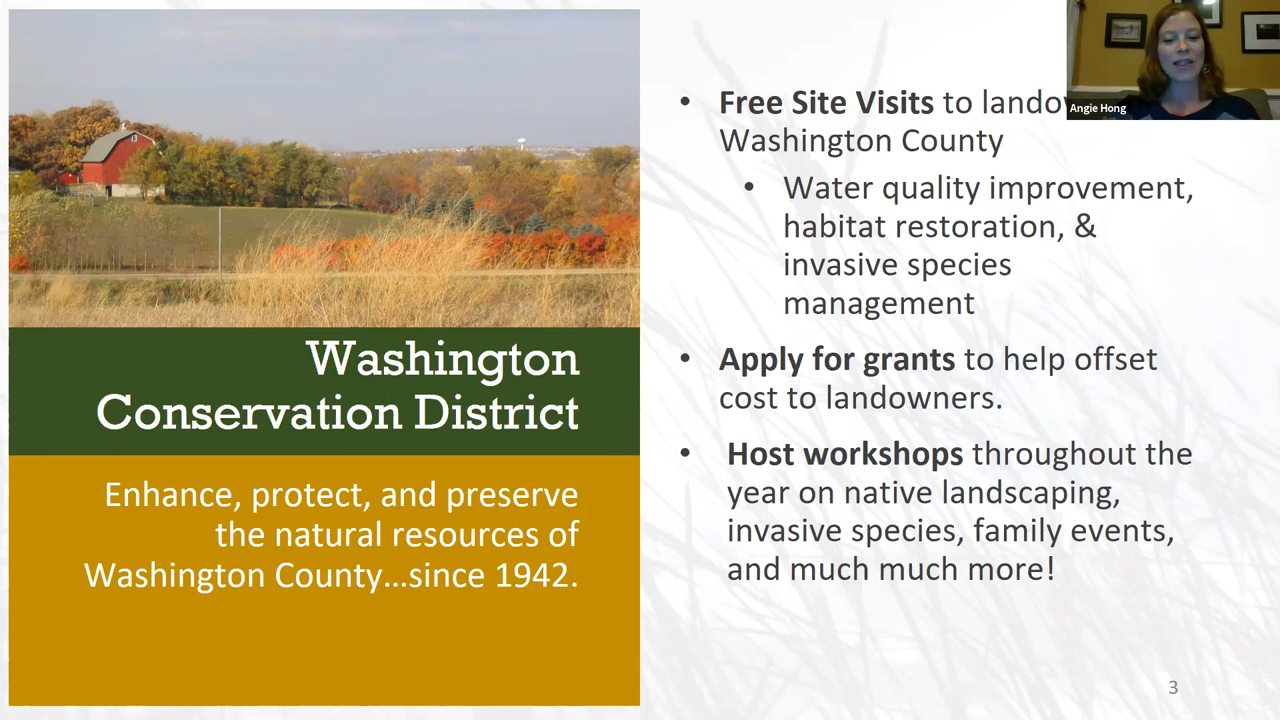 Washington
Conservation District
Enhance, protect, and preserve
the natural resources of
Washington County...since 1942.
• Free Site Visits to
Washington County
• Water quality improvement,
habitat restoration, &
invasive species
management
• Apply for grants to help offset
cost to landowners.
• Host workshops throughout the
year on native landscaping,
invasive species, family events,
and much much more!
Angie Hong
3